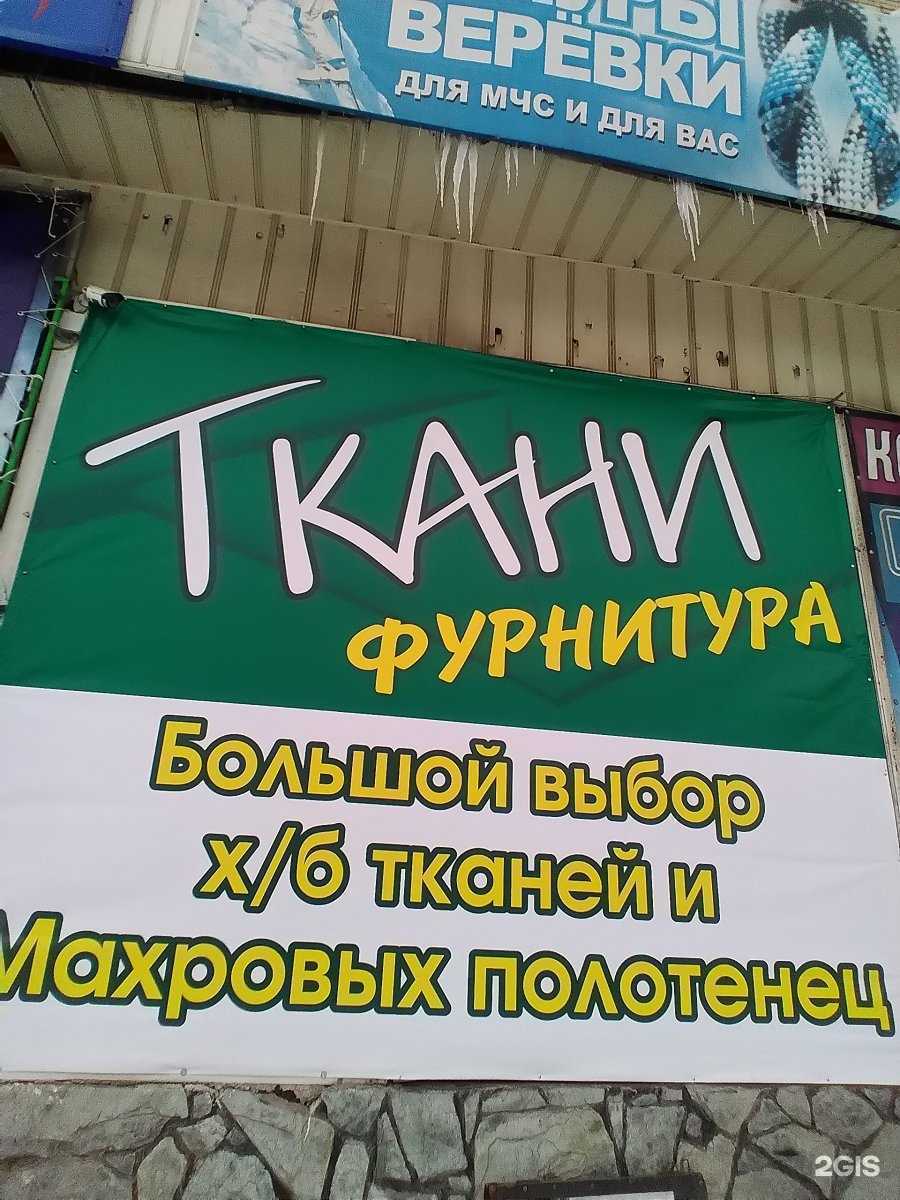 ВЕРЁВКИ
ДЛЯ МЧС И ДЛЯ ВАС
ТКАНИ
ФУРНИТУРА
Большой выбор
х/б тканей и
Махровых полотенец
2GIS